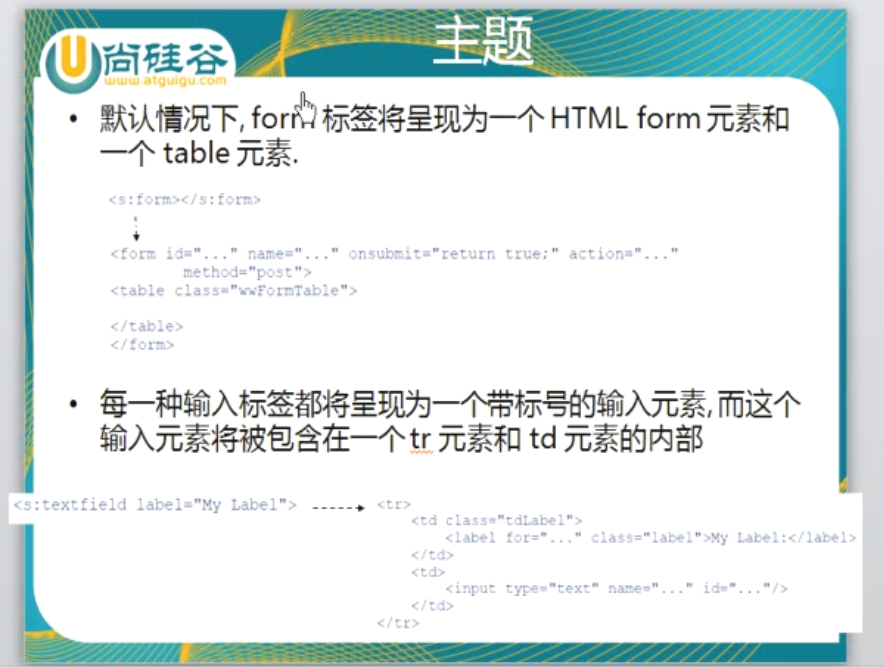 主题
尚硅谷
www.atguigu.com
• 默认情况下, form 标签将呈现为一个 HTML form 元素和
一个 table 元素.
<s:form></s:form>
<form id="..." name="..." onsubmit="return true;" action="..."
method="post">
<table class="wwFormTable">
</table>
</form>
• 每一种输入标签都将呈现为一个带标号的输入元素, 而这个
输入元素将被包含在一个 tr 元素和 td 元素的内部
<s:textfield label="My Label">
<tr>
<td class="tdLabel">
<label for="..." class="label">My Label:</label>
</td>
<td>
<input type="text" name="..." id="..."/>
</td>
</tr>